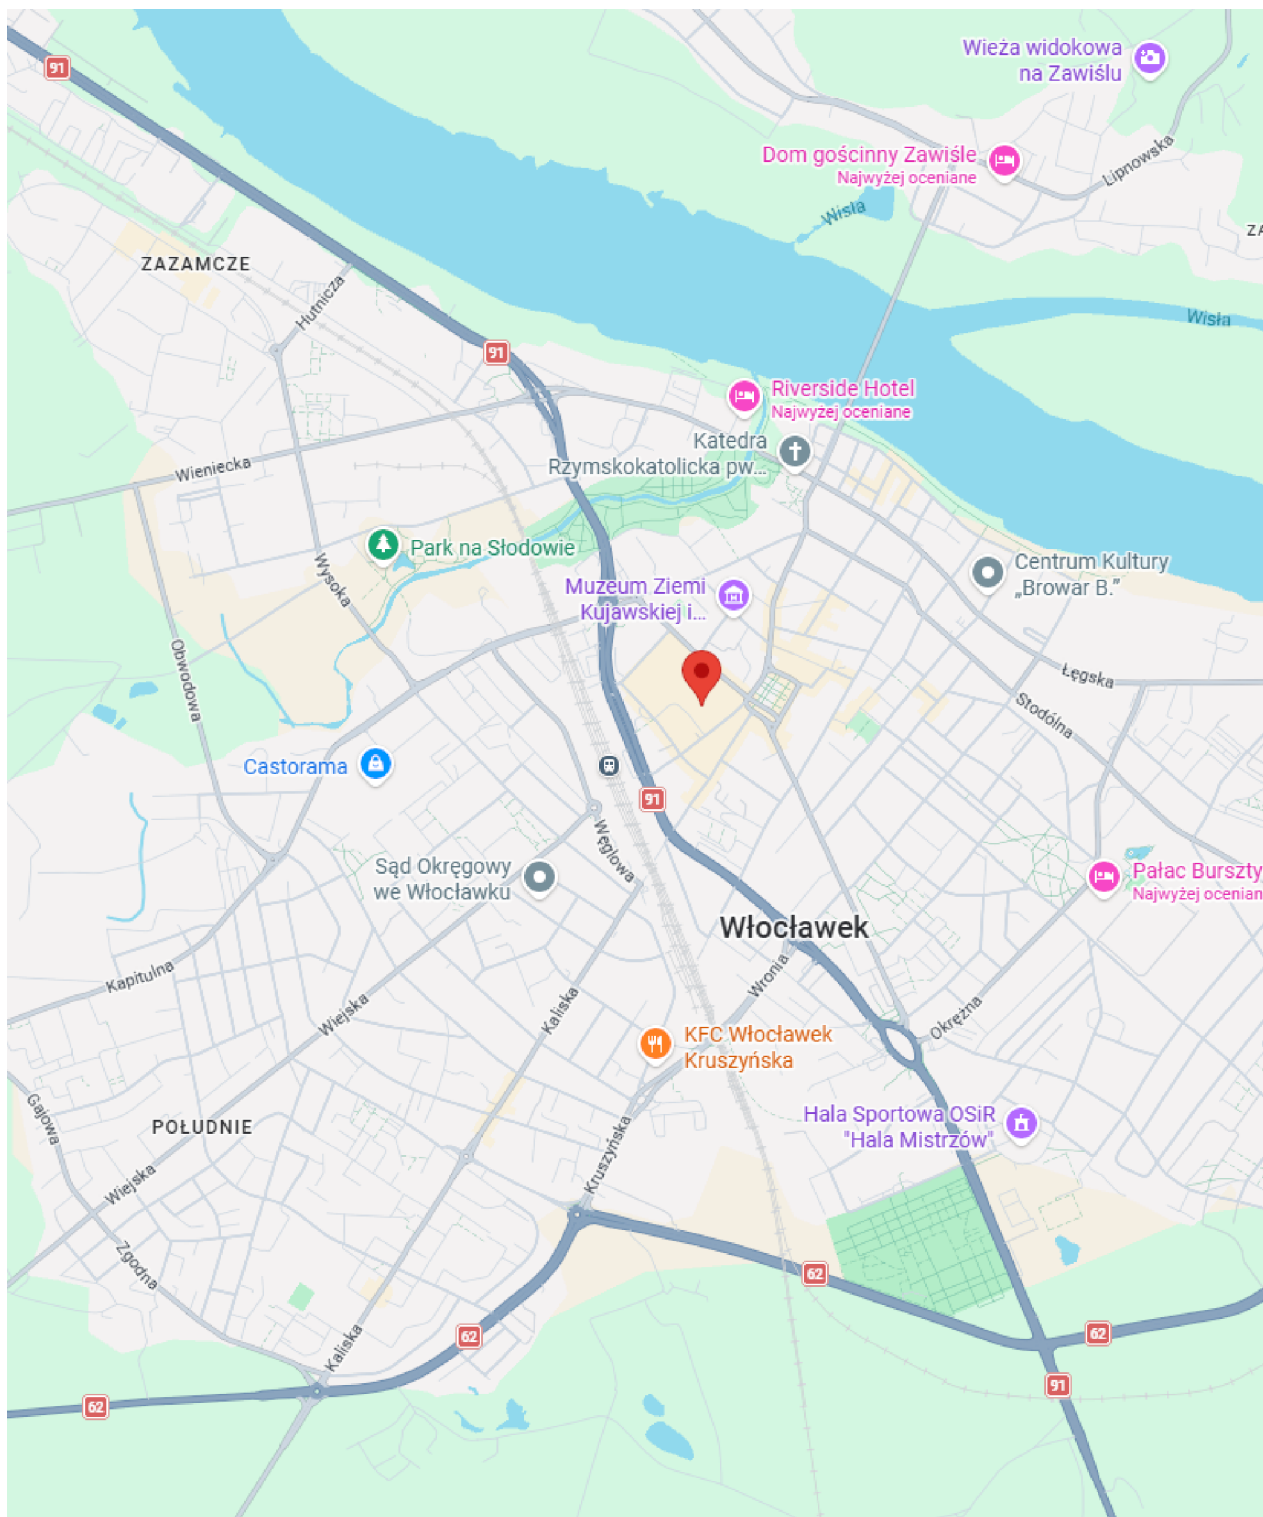 91
Wieża widokowa
na Zawiślu
Dom gościnny Zawiśle
Najwyżej oceniane
Lipnowska
Wisła
ZA
ZAZAMCZE
Hutnicza
Wisła
91
Riverside Hotel
Najwyżej oceniane
Katedra
Rzymskokatolicka pw...
Wieniecka
Park na Słodowie
Wysoka
Centrum Kultury
„Browar B.”
Muzeum Ziemi
Kujawskiej i...
Obwodowa
Łęgska
Stodólna
Castorama
91
Węglowa
Sąd Okręgowy
we Włocławku
Pałac Burszty
Najwyżej ocenian
Włocławek
Kapitulna
Wronia
Wiejska
Kaliska
Okrężna
KFC Włocławek
Kruszyńska
Gajowa
POŁUDNIE
Hala Sportowa OSiR
"Hala Mistrzów"
Kruszyńska
Wiejska
Zgodna
62
62
62
Kaliska
91
62